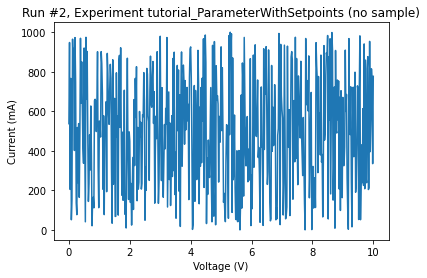 Run #2, Experiment tutorial_ParameterWithSetpoints (no sample)
1000
800
600
400
200
0
Current (mA)
0 2 4 6 8 10
Voltage (V)